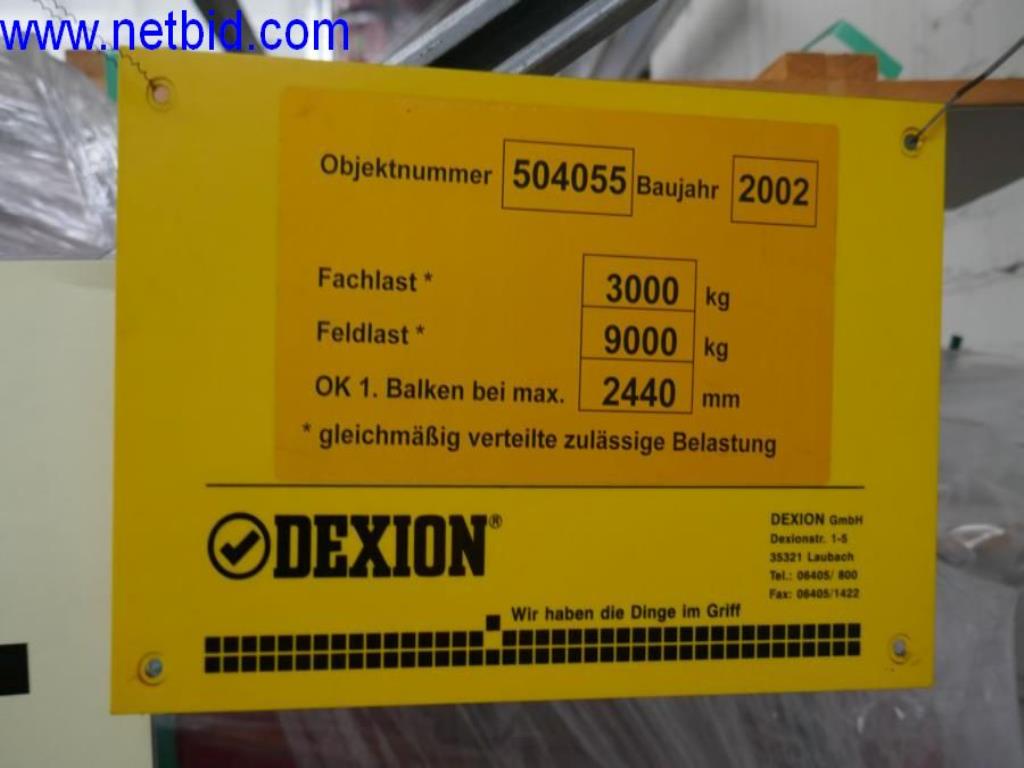 www.netbid.com
Objektnummer 504055 Baujahr 2002
Fachlast * 3000 kg
Feldlast * 9000 kg
OK 1. Balken bei max. 2440 mm
* gleichmäßig verteilte zulässige Belastung
DEXION®
DEXION GmbH
Dexionstr. 1-5
35321 Laubach
Tel.: 06405/ 800
Fax: 06405/1422
Wir haben die Dinge im Griff